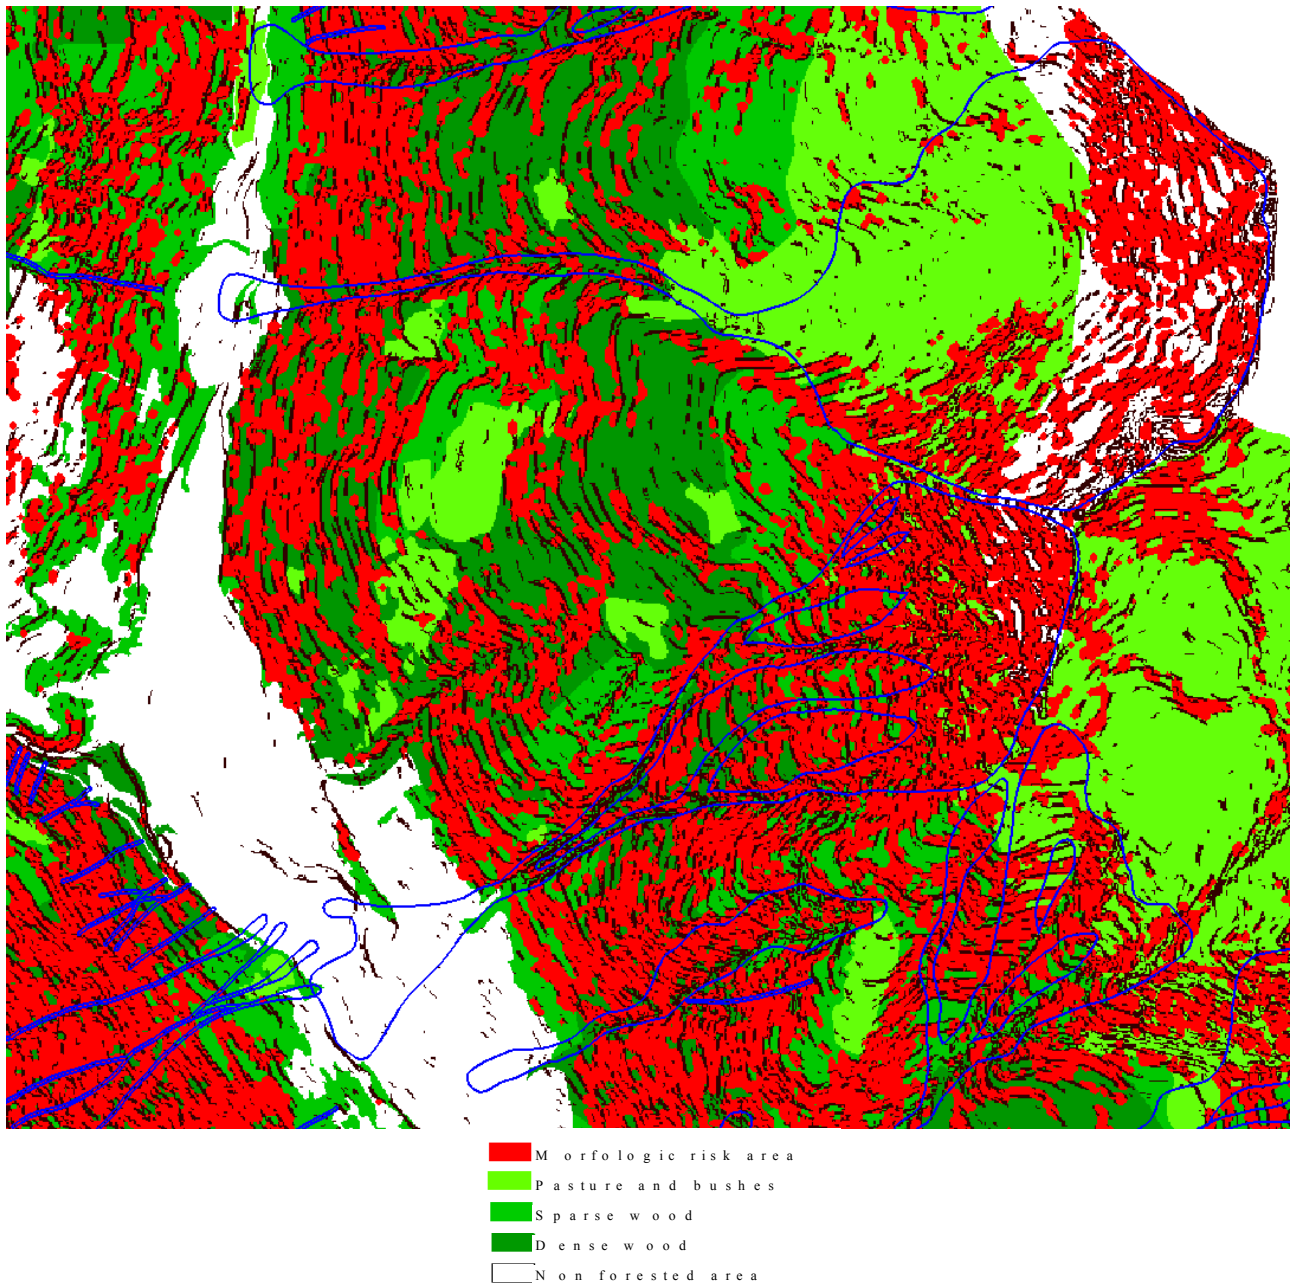 Morfologic risk area
Pasture and bushes
Sparse wood
Dense wood
Non forested area